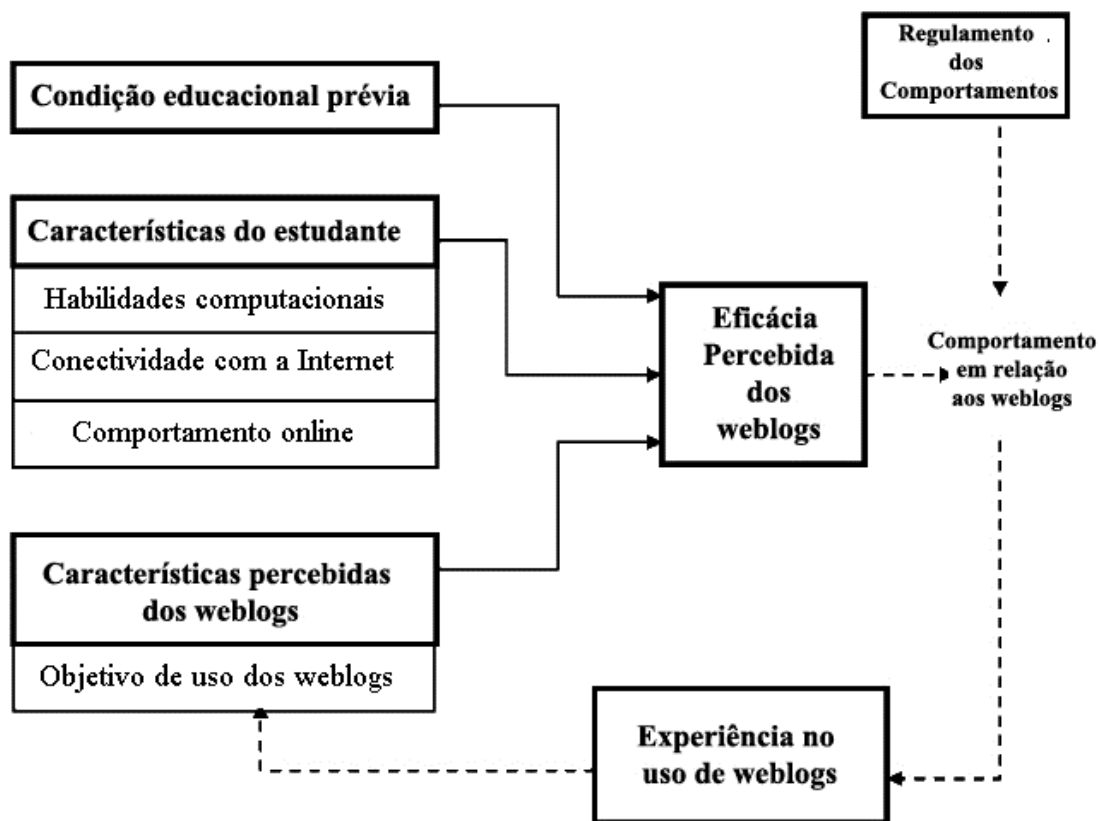 Regulamento
dos
Comportamentos
Condição educacional prévia
Características do estudante
Habilidades computacionais
Conectividade com a Internet
Comportamento online
Eficácia
Percebida
dos
weblogs
Comportamento
em relação
aos weblogs
Características percebidas
dos weblogs
Objetivo de uso dos weblogs
Experiência no
uso de weblogs